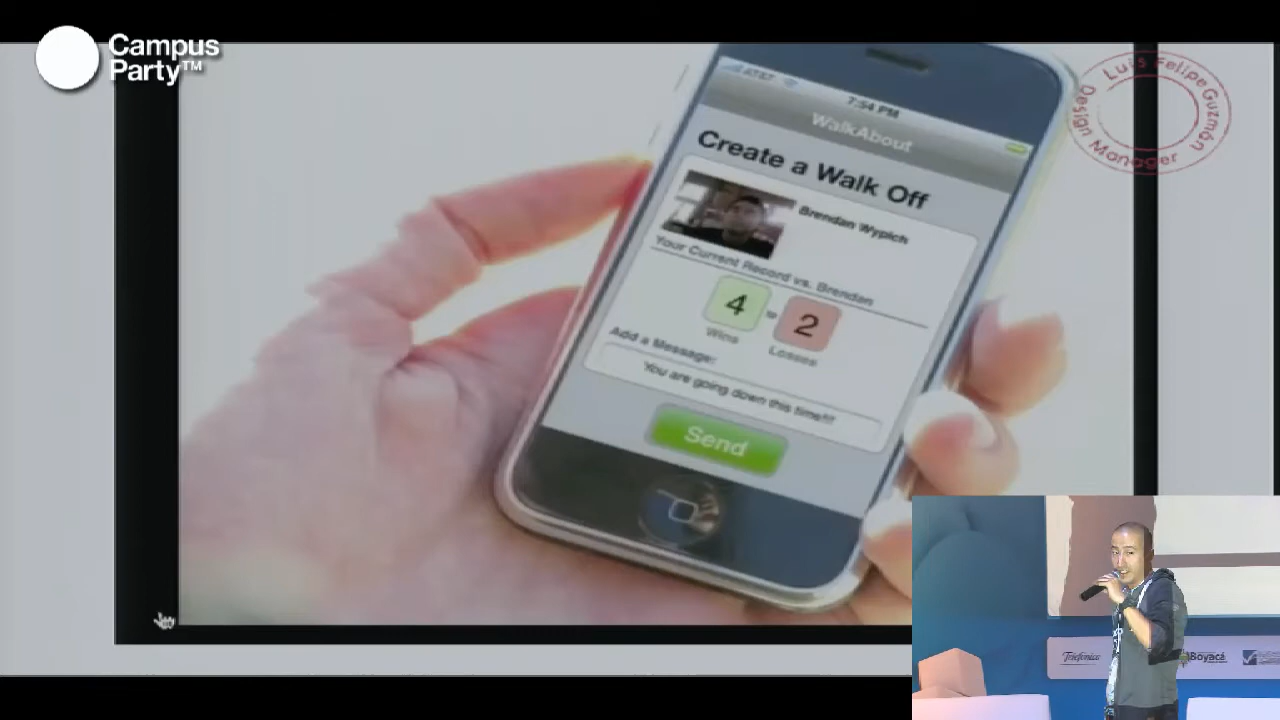 Campus
Party™
Luis Felipe Guzmán
Design Manager
AT&T
7:54 PM
WalkAbout
Create a Walk Off
Brendan Wypich
Your Current Record vs. Brendan
4 to 2
Wins Losses
Add a Message:
You are going down this time!!!
Send
Telefónica
Boyacá